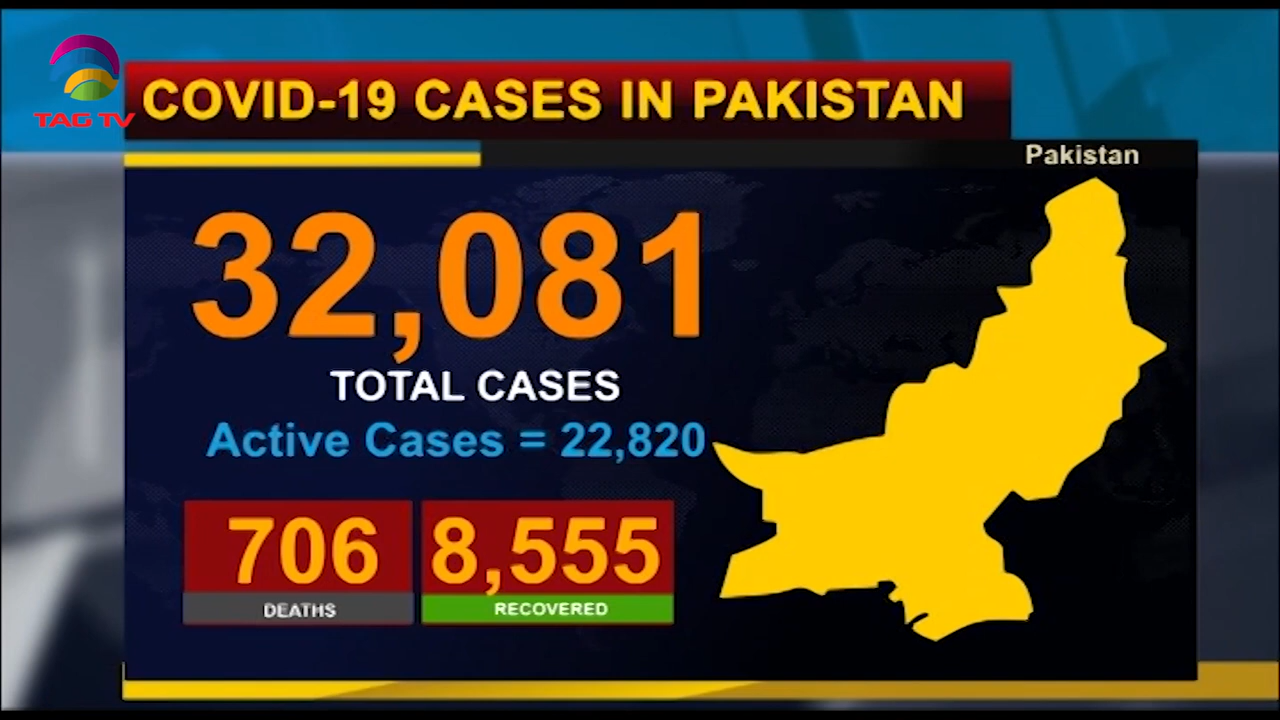 TAG TV
COVID-19 CASES IN PAKISTAN
Pakistan
32,081
TOTAL CASES
Active Cases = 22,820
706
DEATHS
8,555
RECOVERED